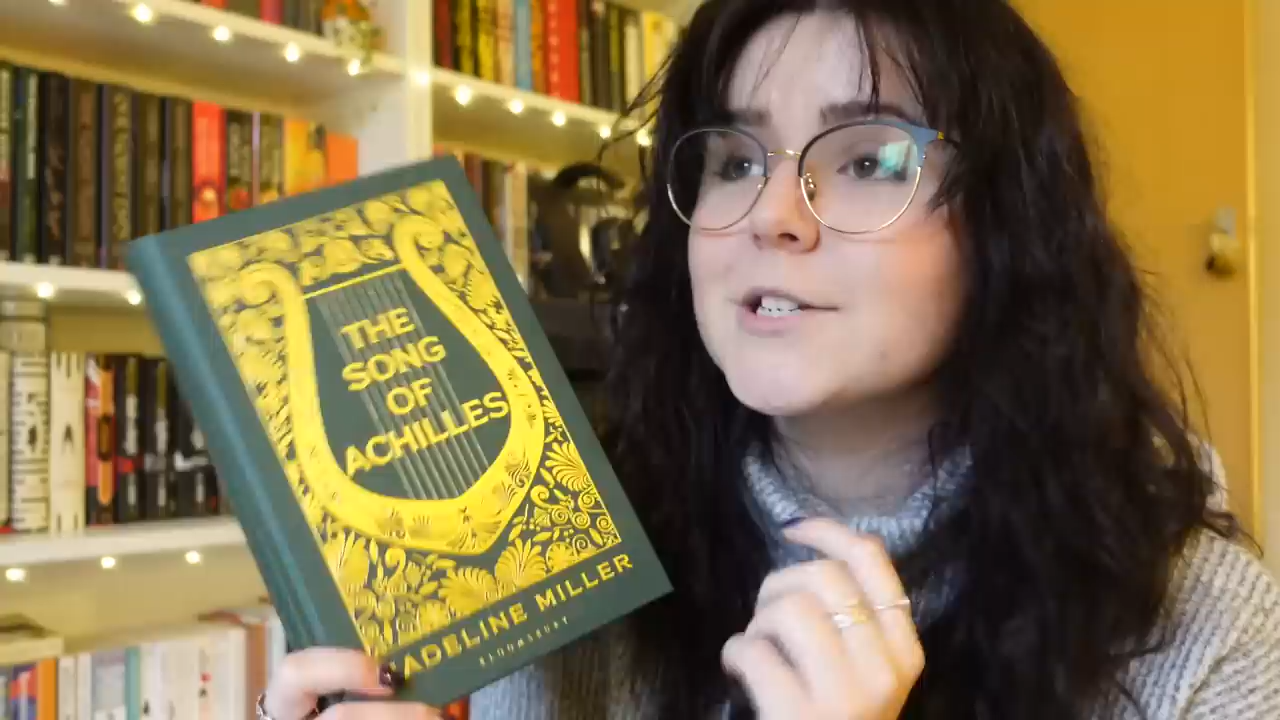 THE
SONG
OF
ACHILLES
MADELINE MILLER
BLOOMSBURY